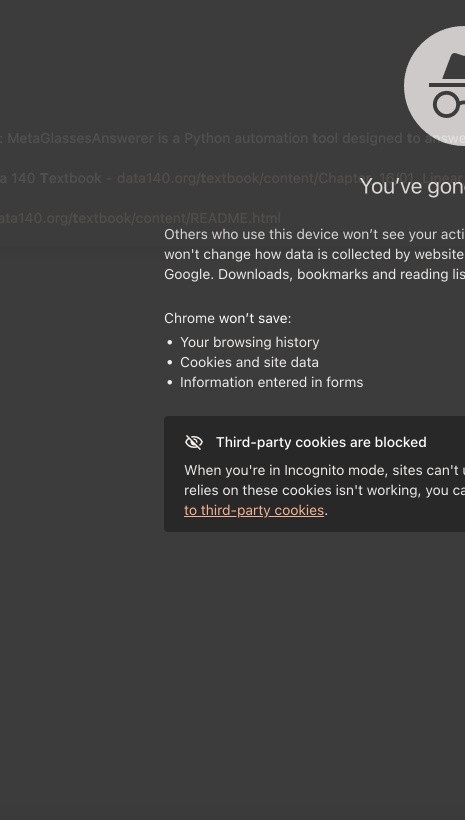 : MetaGlassesAnswerer is a Python automation tool designed to answe
a 140 Textbook - data140.org/textbook/content/Chapter_16/01_Linear
You've gon
ata140.org/textbook/content/README.html
Others who use this device won't see your acti
won't change how data is collected by website
Google. Downloads, bookmarks and reading lis
Chrome won't save:
• Your browsing history
• Cookies and site data
• Information entered in forms
Third-party cookies are blocked
When you're in Incognito mode, sites can't u
relies on these cookies isn't working, you ca
to third-party cookies.